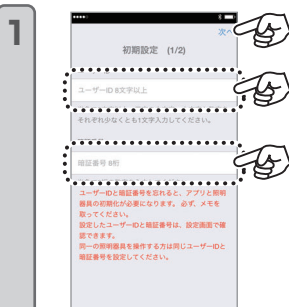 1
次へ
初期設定 (1/2)
ユーザーID 8文字以上
それぞれ少なくとも1文字入力してください。
暗証番号 8桁
ユーザーIDと暗証番号を忘れると、アプリと照明
器具の初期化が必要になります。 必ず、メモを
取ってください。
設定したユーザーIDと暗証番号は、設定画面で確
認できます。
同一の照明器具を操作する方は同じユーザーIDと
暗証番号を設定してください。